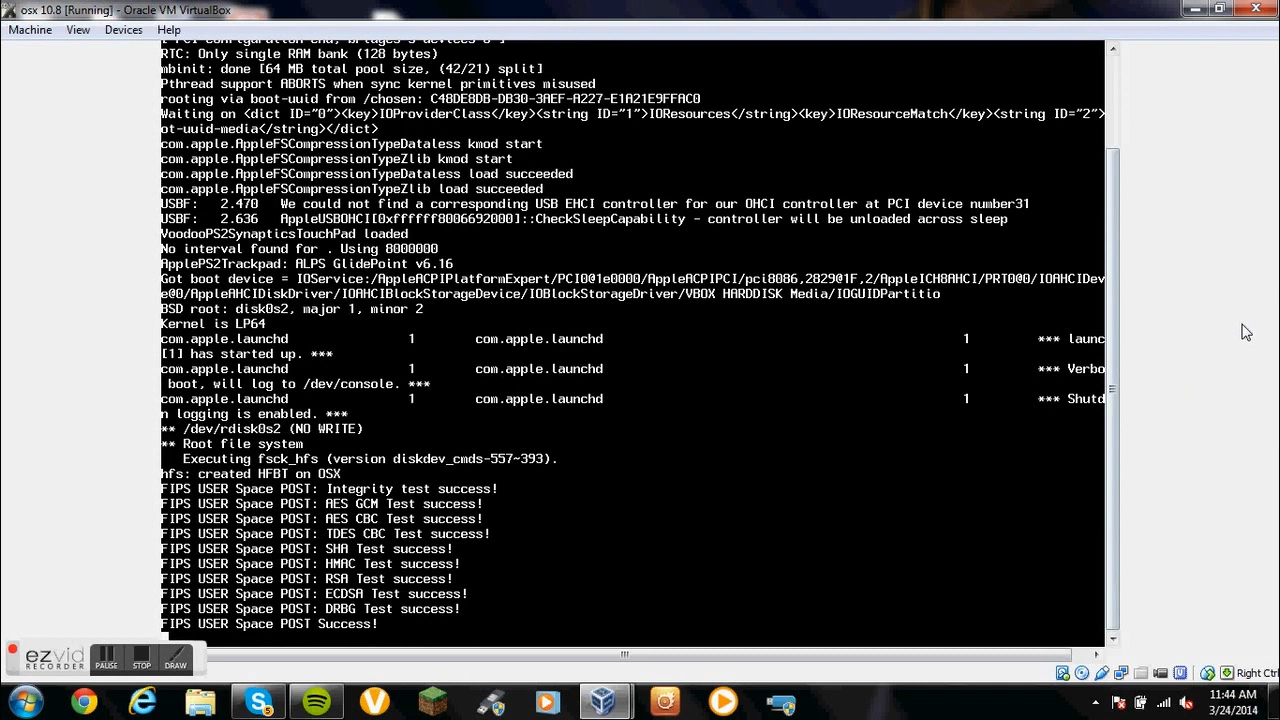 osx 10.8 [Running] - Oracle VM VirtualBox
Machine View Devices Help
[ PCI configuration end, bridges 3 devices 8 ]
RTC: Only single RAM bank (128 bytes)
mbinit: done [64 MB total pool size, (42/21) split]
Pthread support ABORTS when sync kernel primitives misused
rooting via boot-uuid from /chosen: C48DE8DB-DB30-3AEF-A227-E1A21E9FFAC0
Waiting on <dict ID="0"><key>IOProviderClass</key><string ID="1">IOResources</string><key>IOResourceMatch</key><string ID="2">
ot-uuid-media</string></dict>
com.apple.AppleFSCompressionTypeDataless kmod start
com.apple.AppleFSCompressionTypeZlib kmod start
com.apple.AppleFSCompressionTypeDataless load succeeded
com.apple.AppleFSCompressionTypeZlib load succeeded
USBF: 2.470 We could not find a corresponding USB EHCI controller for our OHCI controller at PCI device number31
USBF: 2.636 AppleUSBOHCI[0xffffff8006692000]::CheckSleepCapability - controller will be unloaded across sleep
VoodooPS2SynapticsTouchPad loaded
No interval found for . Using 8000000
ApplePS2Trackpad: ALPS GlidePoint v6.16
Got boot device = IOService:/AppleACPIPlatformExpert/PCI0@1e0000/AppleACPIPCI/pci8086,2829@1F,2/AppleICH8AHCI/PRT0@0/IOAHCIDev
e@0/AppleAHCIDiskDriver/IOAHCIBlockStorageDevice/IOBlockStorageDriver/VBOX HARDDISK Media/IOGUIDPartitio
BSD root: disk0s2, major 1, minor 2
Kernel is LP64
com.apple.launchd 1 com.apple.launchd 1 *** launc
[1] has started up. ***
com.apple.launchd 1 com.apple.launchd 1 *** Verbo
boot, will log to /dev/console. ***
com.apple.launchd 1 com.apple.launchd 1 *** Shutd
n logging is enabled. ***
** /dev/rdisk0s2 (NO WRITE)
** Root file system
Executing fsck_hfs (version diskdev_cmds-557~393).
hfs: created HFBT on OSX
FIPS USER Space POST: Integrity test success!
FIPS USER Space POST: AES GCM Test success!
FIPS USER Space POST: AES CBC Test success!
FIPS USER Space POST: TDES CBC Test success!
FIPS USER Space POST: SHA Test success!
FIPS USER Space POST: HMAC Test success!
FIPS USER Space POST: RSA Test success!
FIPS USER Space POST: ECDSA Test success!
FIPS USER Space POST: DRBG Test success!
FIPS USER Space POST Success!
ezvid
RECORDER
PAUSE STOP DRAW
Right Ctrl
11:44 AM
3/24/2014